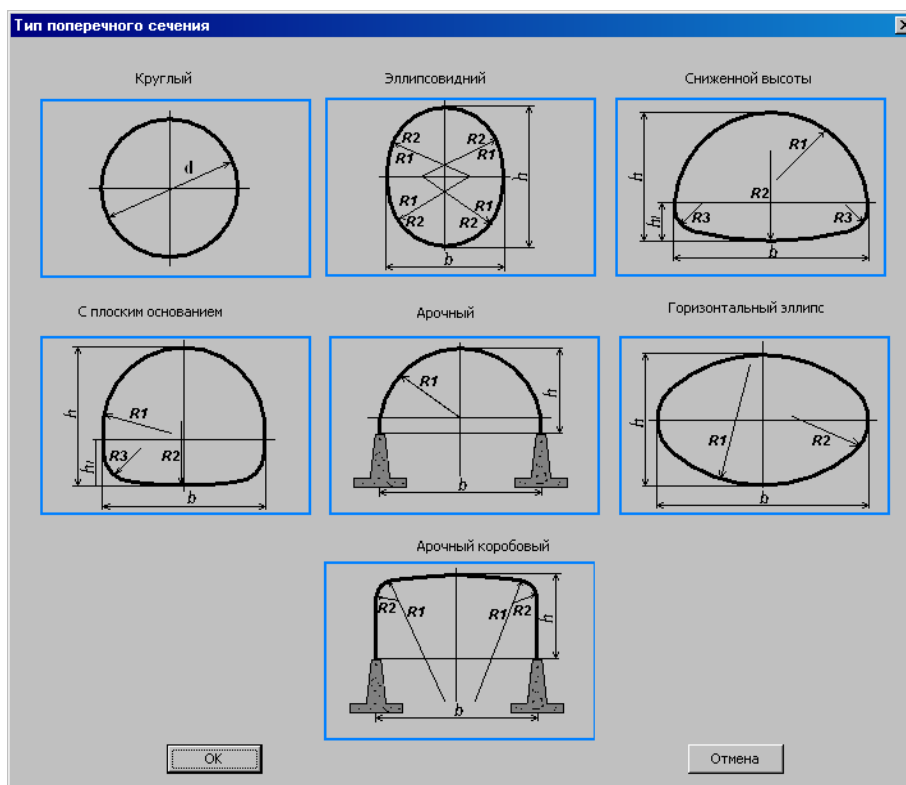 Тип поперечного сечения
Круглый
Эллипсовидний
Сниженной высоты
d
R2
R2
R1
R1
R1
R1
R2
R2
h
b
R1
R2
R3
R3
h
h1
b
С плоским основанием
Арочный
Горизонтальный эллипс
R1
R3
R2
h
h1
b
R1
h
b
R1
R2
h
b
Арочный коробовый
R2
R1
R1
R2
h
b
OK
Отмена